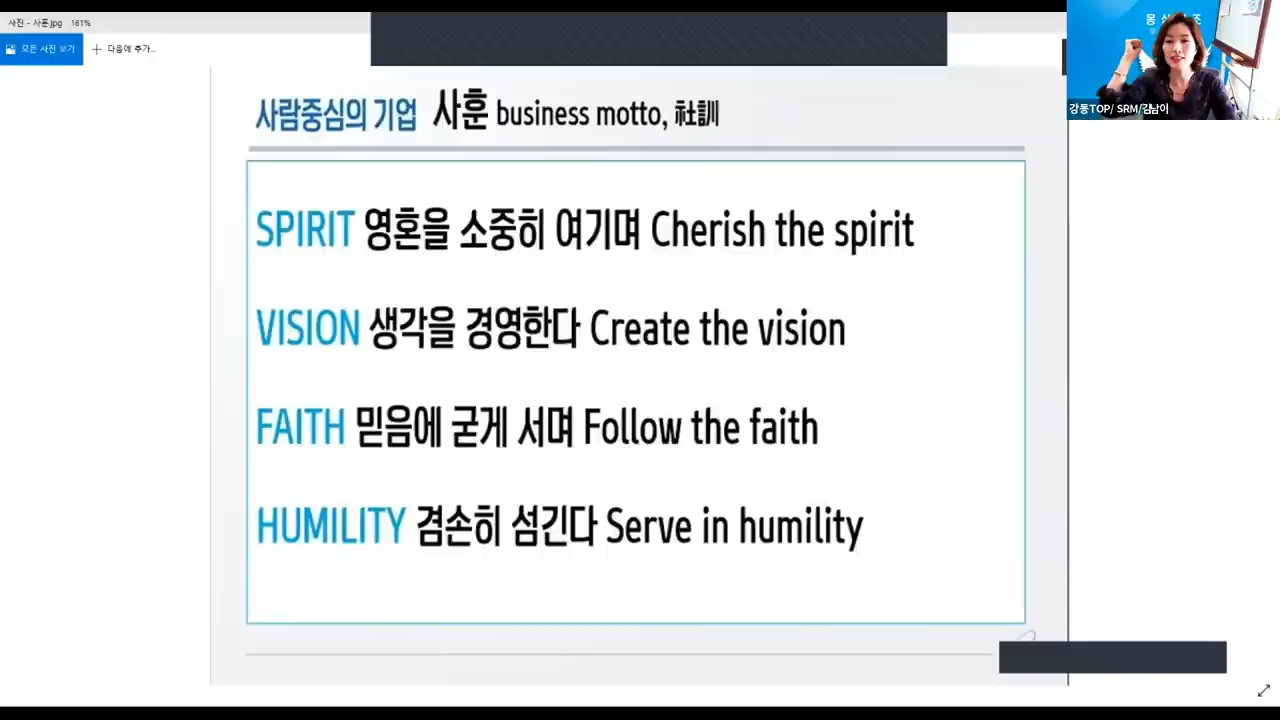 사진 - 사훈.jpg 161%
모든 사진 보기 + 다음에 추가...
사람중심의 기업 사훈 business motto, 社訓
SPIRIT 영혼을 소중히 여기며 Cherish the spirit
VISION 생각을 경영한다 Create the vision
FAITH 믿음에 굳게 서며 Follow the faith
HUMILITY 겸손히 섬긴다 Serve in humility
강동TOP/ SRM/김남이